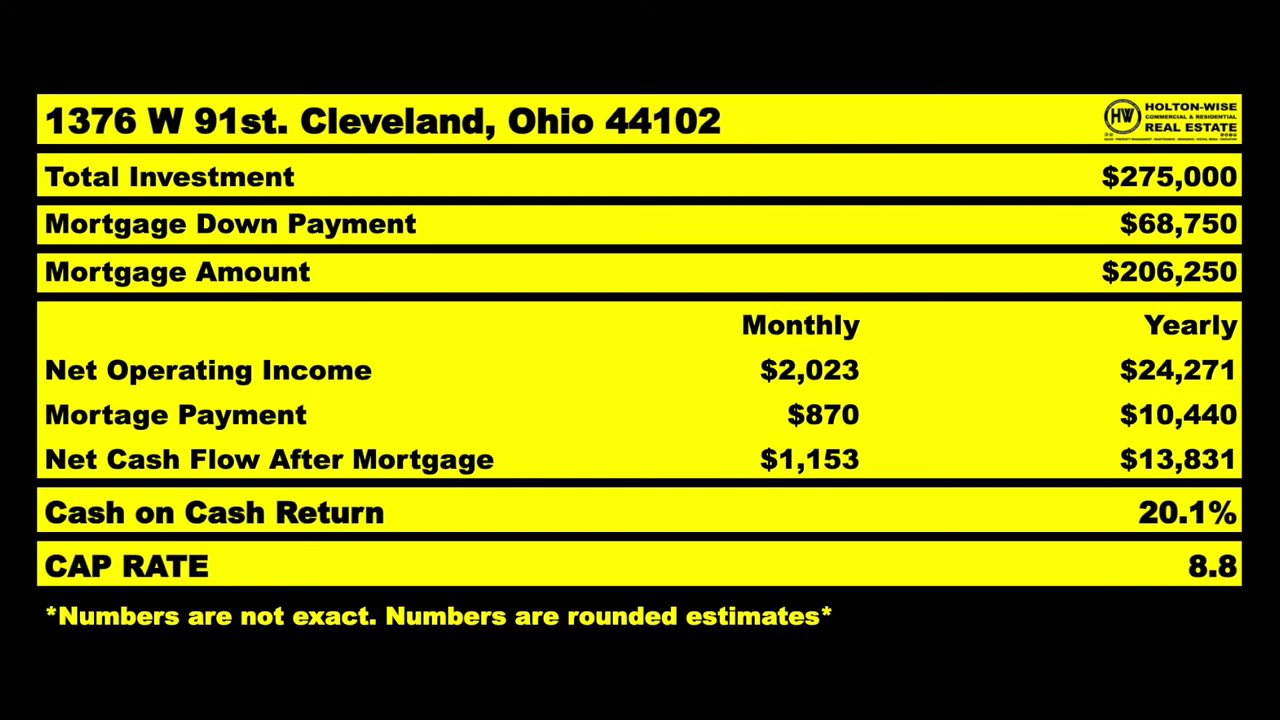 1376 W 91st. Cleveland, Ohio 44102
HW
HOLTON-WISE
COMMERCIAL & RESIDENTIAL
REAL ESTATE
Total Investment $275,000
Mortgage Down Payment $68,750
Mortgage Amount $206,250
Monthly Yearly
Net Operating Income $2,023 $24,271
Mortage Payment $870 $10,440
Net Cash Flow After Mortgage $1,153 $13,831
Cash on Cash Return 20.1%
CAP RATE 8.8
*Numbers are not exact. Numbers are rounded estimates*